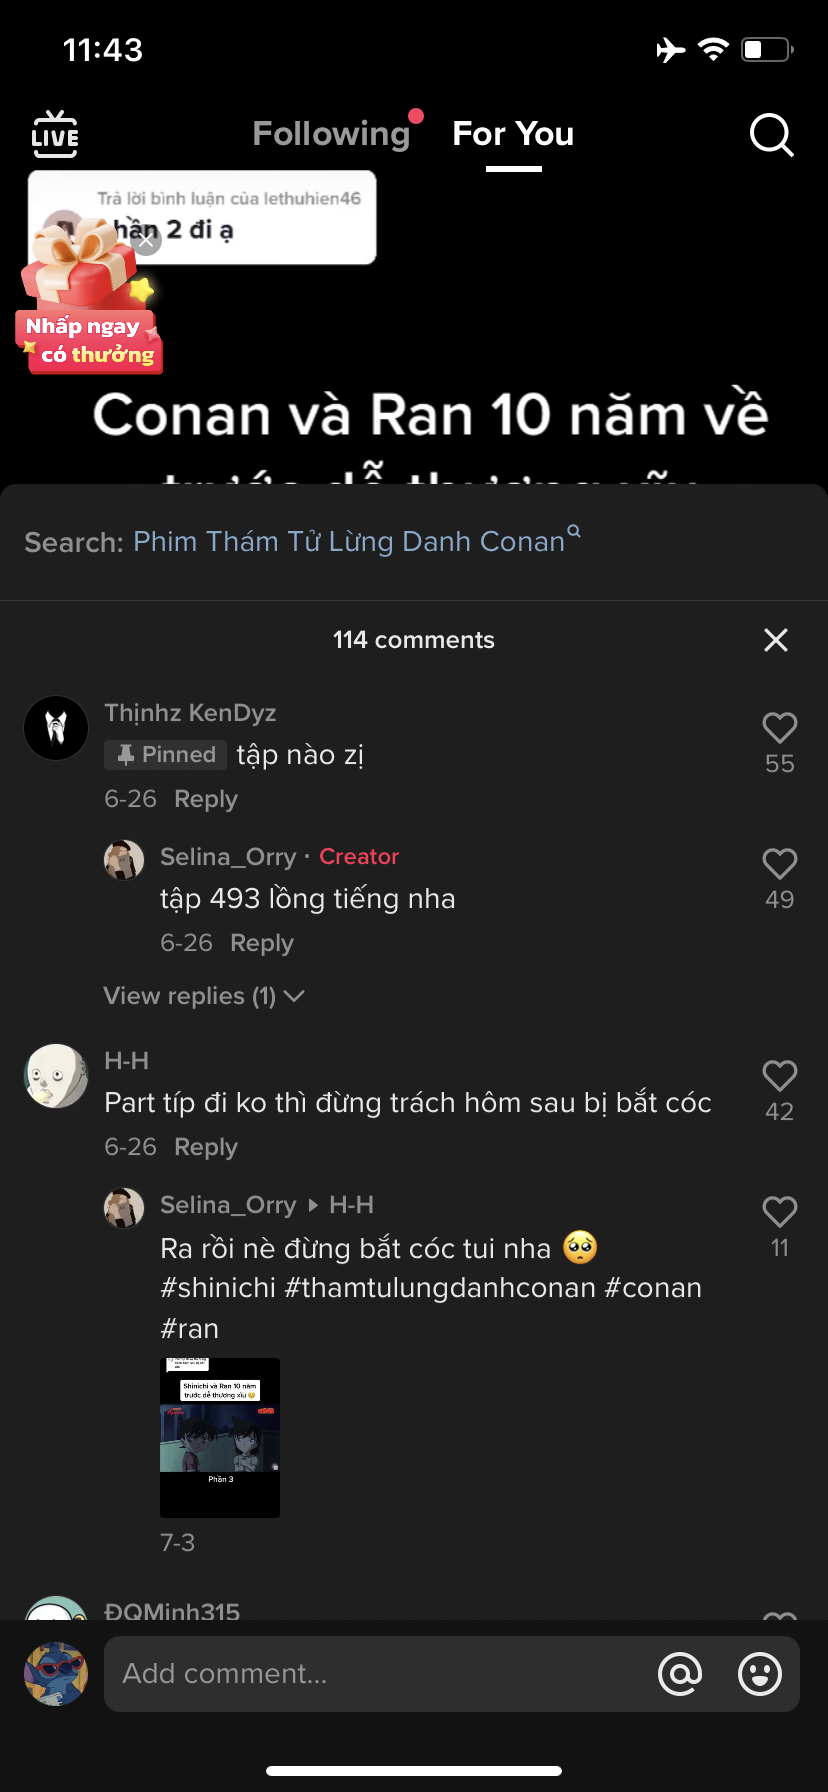 11:43
LIVE
Following
For You
Trả lời bình luận của lethuhien46
hần 2 đi ạ
Nhấp ngay
có thưởng
Conan và Ran 10 năm về
trước dễ thương xỉu
Search: Phim Thám Tử Lừng Danh Conan
114 comments
Thịnhz KenDyz
Pinned tập nào zị
55
6-26 Reply
Selina_Orry · Creator
tập 493 lồng tiếng nha
49
6-26 Reply
View replies (1)
H-H
Part típ đi ko thì đừng trách hôm sau bị bắt cóc
42
6-26 Reply
Selina_Orry ▸ H-H
Ra rồi nè đừng bắt cóc tui nha 🥺
11
#shinichi #thamtulungdanhconan #conan
#ran
Shinichi và Ran 10 năm
trước dễ thương xỉu
Phần 3
7-3
ĐQMinh315
Add comment...